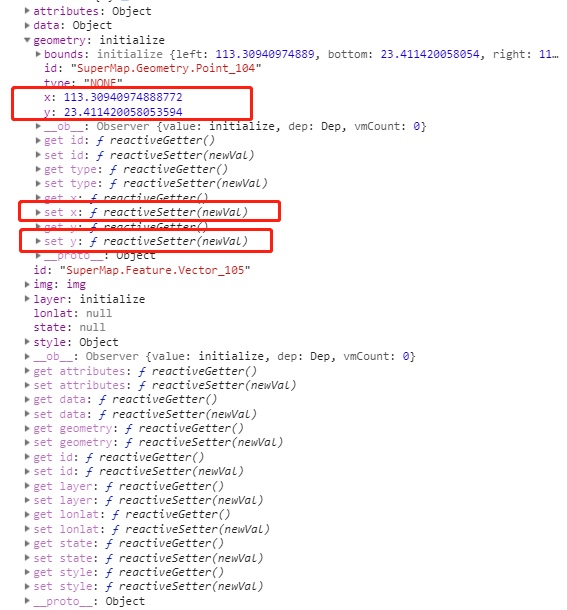 attributes: Object
data: Object
geometry: initialize
bounds: initialize {left: 113.30940974889, bottom: 23.411420058054, right: 11…
id: "SuperMap.Geometry.Point_104"
type: "NONE"
x: 113.30940974888772
y: 23.411420058053594
__ob__: Observer {value: initialize, dep: Dep, vmCount: 0}
get id: ƒ reactiveGetter()
set id: ƒ reactiveSetter(newVal)
get type: ƒ reactiveGetter()
set type: ƒ reactiveSetter(newVal)
get x: ƒ reactiveGetter()
set x: ƒ reactiveSetter(newVal)
get y: ƒ reactiveGetter()
set y: ƒ reactiveSetter(newVal)
__proto__: Object
id: "SuperMap.Feature.Vector_105"
img: img
layer: initialize
lonlat: null
state: null
style: Object
__ob__: Observer {value: initialize, dep: Dep, vmCount: 0}
get attributes: ƒ reactiveGetter()
set attributes: ƒ reactiveSetter(newVal)
get data: ƒ reactiveGetter()
set data: ƒ reactiveSetter(newVal)
get geometry: ƒ reactiveGetter()
set geometry: ƒ reactiveSetter(newVal)
get id: ƒ reactiveGetter()
set id: ƒ reactiveSetter(newVal)
get layer: ƒ reactiveGetter()
set layer: ƒ reactiveSetter(newVal)
get lonlat: ƒ reactiveGetter()
set lonlat: ƒ reactiveSetter(newVal)
get state: ƒ reactiveGetter()
set state: ƒ reactiveSetter(newVal)
get style: ƒ reactiveGetter()
set style: ƒ reactiveSetter(newVal)
__proto__: Object